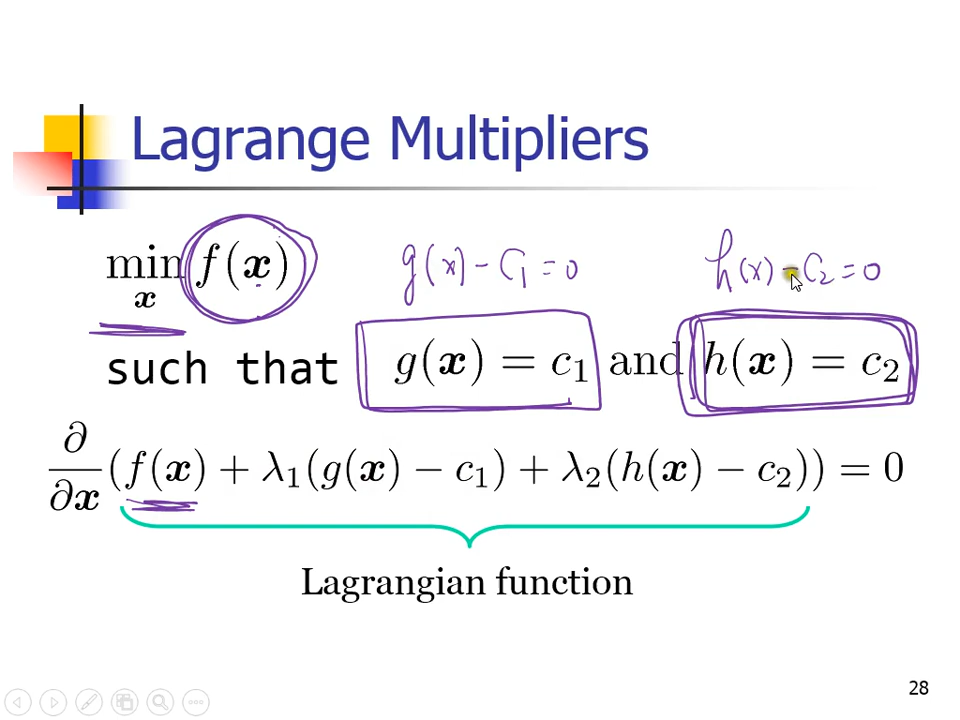 Lagrange Multipliers
min f(x) g(x) - C1 = 0 h(x) - C2 = 0
x
such that g(x) = c1 and h(x) = c2
∂/∂x (f(x) + λ1(g(x) − c1) + λ2(h(x) − c2)) = 0
Lagrangian function
28